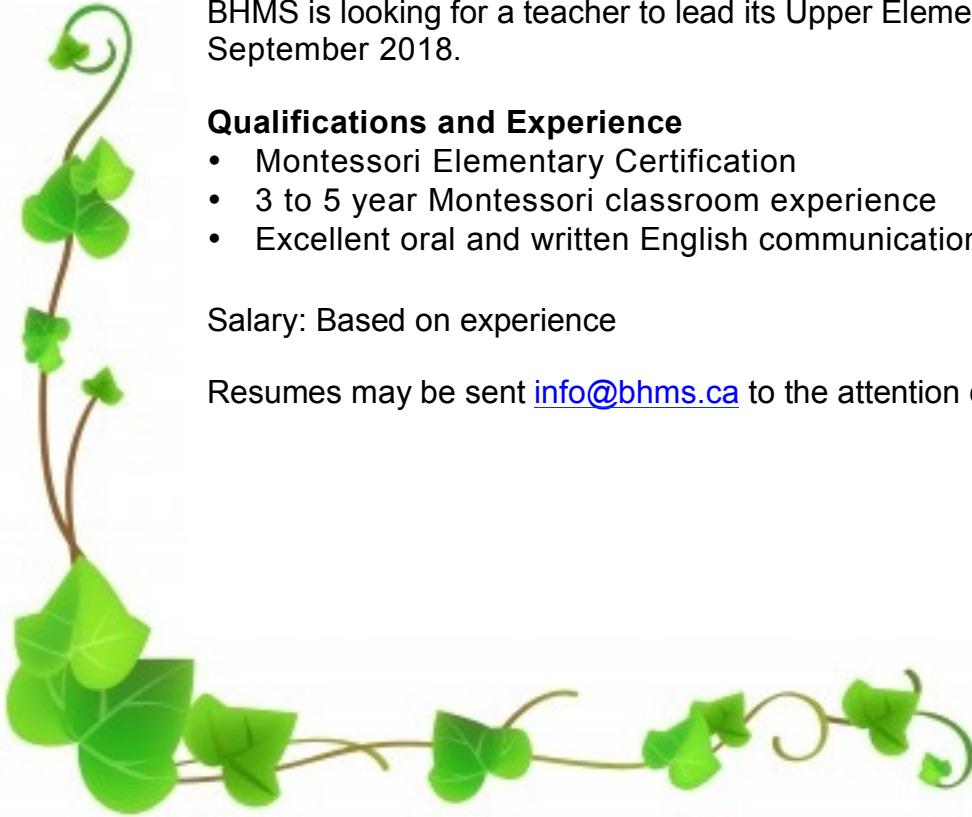 BHMS is looking for a teacher to lead its Upper
September 2018.
Qualifications and Experience
• Montessori Elementary Certification
• 3 to 5 year Montessori classroom experience
• Excellent oral and written English
Salary: Based on experience
Resumes may be sent info@bhms.ca to the attention